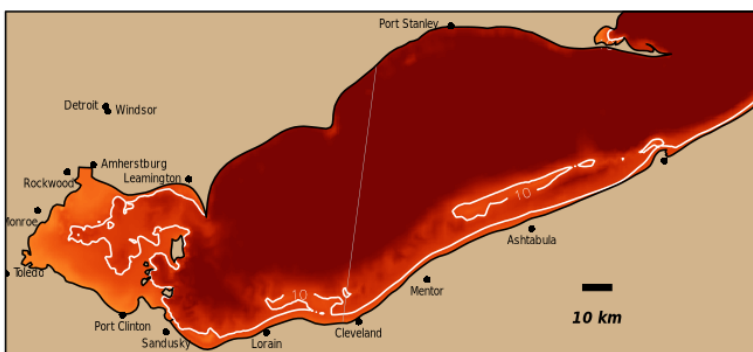 Port Stanley
Detroit
Windsor
Amherstburg
Rockwood
Leamington
Monroe
10
Ashtabula
Toledo
Mentor
10
10 km
Port Clinton
Cleveland
Sandusky
Lorain